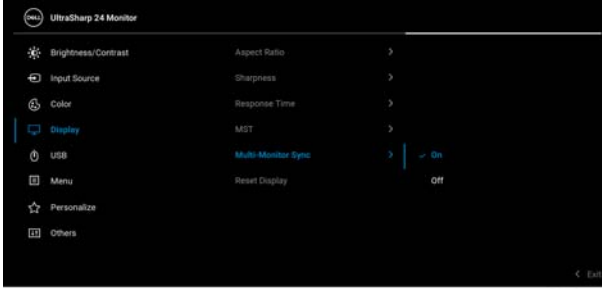 DELL UltraSharp 24 Monitor
Brightness/Contrast Aspect Ratio
Input Source Sharpness
Color Response Time
Display MST
USB Multi-Monitor Sync On
Menu Reset Display Off
Personalize
Others
Exit